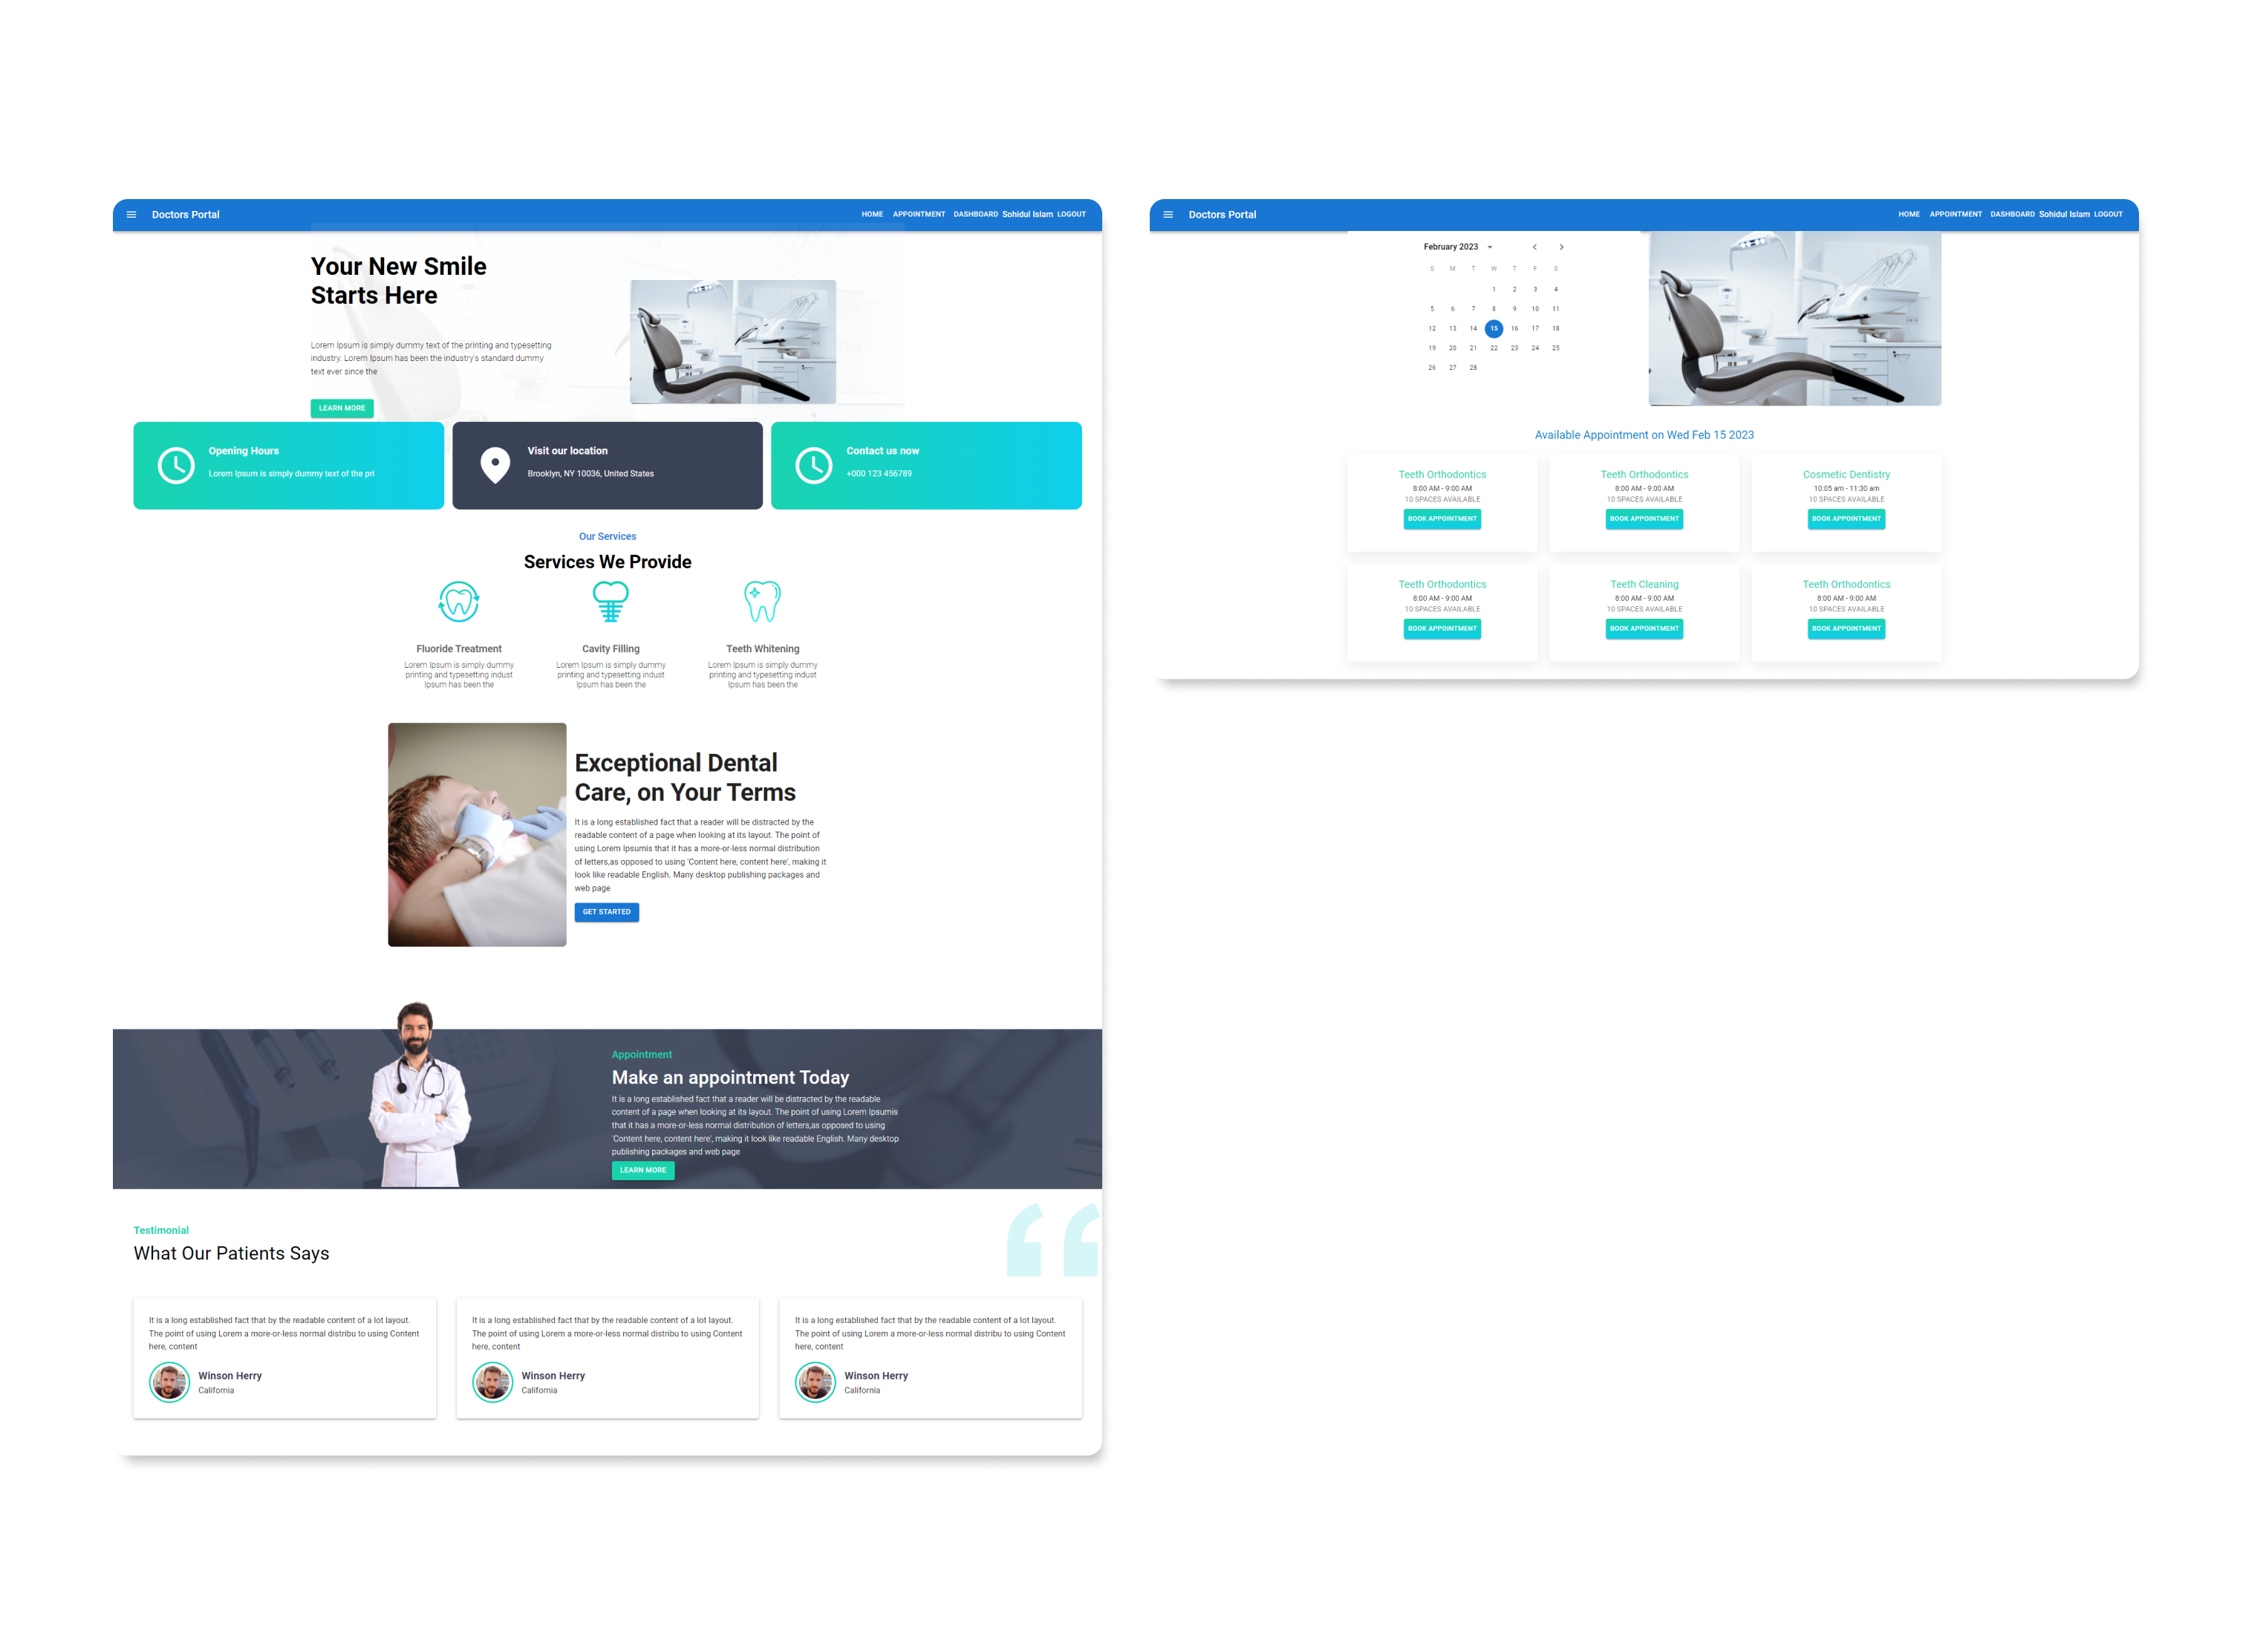 Doctors Portal
HOME APPOINTMENT DASHBOARD Sohidul Islam LOGOUT
Your New Smile
Starts Here
Lorem Ipsum is simply dummy text of the printing and typesetting
industry. Lorem Ipsum has been the industry's standard dummy
text ever since the
LEARN MORE
Opening Hours
Lorem Ipsum is simply dummy text of the pri
Visit our location
Brooklyn, NY 10036, United States
Contact us now
+000 123 456789
Our Services
Services We Provide
Fluoride Treatment
Lorem Ipsum is simply dummy
printing and typesetting indust
Ipsum has been the
Cavity Filling
Lorem Ipsum is simply dummy
printing and typesetting indust
Ipsum has been the
Teeth Whitening
Lorem Ipsum is simply dummy
printing and typesetting indust
Ipsum has been the
Exceptional Dental
Care, on Your Terms
It is a long established fact that a reader will be distracted by the
readable content of a page when looking at its layout. The point of
using Lorem Ipsumis that it has a more-or-less normal distribution
of letters,as opposed to using 'Content here, content here', making it
look like readable English. Many desktop publishing packages and
web page
GET STARTED
Appointment
Make an appointment Today
It is a long established fact that a reader will be distracted by the readable
content of a page when looking at its layout. The point of using Lorem Ipsumis
that it has a more-or-less normal distribution of letters,as opposed to using
'Content here, content here', making it look like readable English. Many desktop
publishing packages and web page
LEARN MORE
Testimonial
What Our Patients Says
It is a long established fact that by the readable content of a lot layout.
The point of using Lorem a more-or-less normal distribu to using Content
here, content
Winson Herry
California
It is a long established fact that by the readable content of a lot layout.
The point of using Lorem a more-or-less normal distribu to using Content
here, content
Winson Herry
California
It is a long established fact that by the readable content of a lot layout.
The point of using Lorem a more-or-less normal distribu to using Content
here, content
Winson Herry
California
Doctors Portal
HOME APPOINTMENT DASHBOARD Sohidul Islam LOGOUT
February 2023
S M T W T F S
1 2 3 4
5 6 7 8 9 10 11
12 13 14 15 16 17 18
19 20 21 22 23 24 25
26 27 28
Available Appointment on Wed Feb 15 2023
Teeth Orthodontics
8:00 AM - 9:00 AM
10 SPACES AVAILABLE
BOOK APPOINTMENT
Teeth Orthodontics
8:00 AM - 9:00 AM
10 SPACES AVAILABLE
BOOK APPOINTMENT
Cosmetic Dentistry
10:05 am - 11:30 am
10 SPACES AVAILABLE
BOOK APPOINTMENT
Teeth Orthodontics
8:00 AM - 9:00 AM
10 SPACES AVAILABLE
BOOK APPOINTMENT
Teeth Cleaning
8:00 AM - 9:00 AM
10 SPACES AVAILABLE
BOOK APPOINTMENT
Teeth Orthodontics
8:00 AM - 9:00 AM
10 SPACES AVAILABLE
BOOK APPOINTMENT